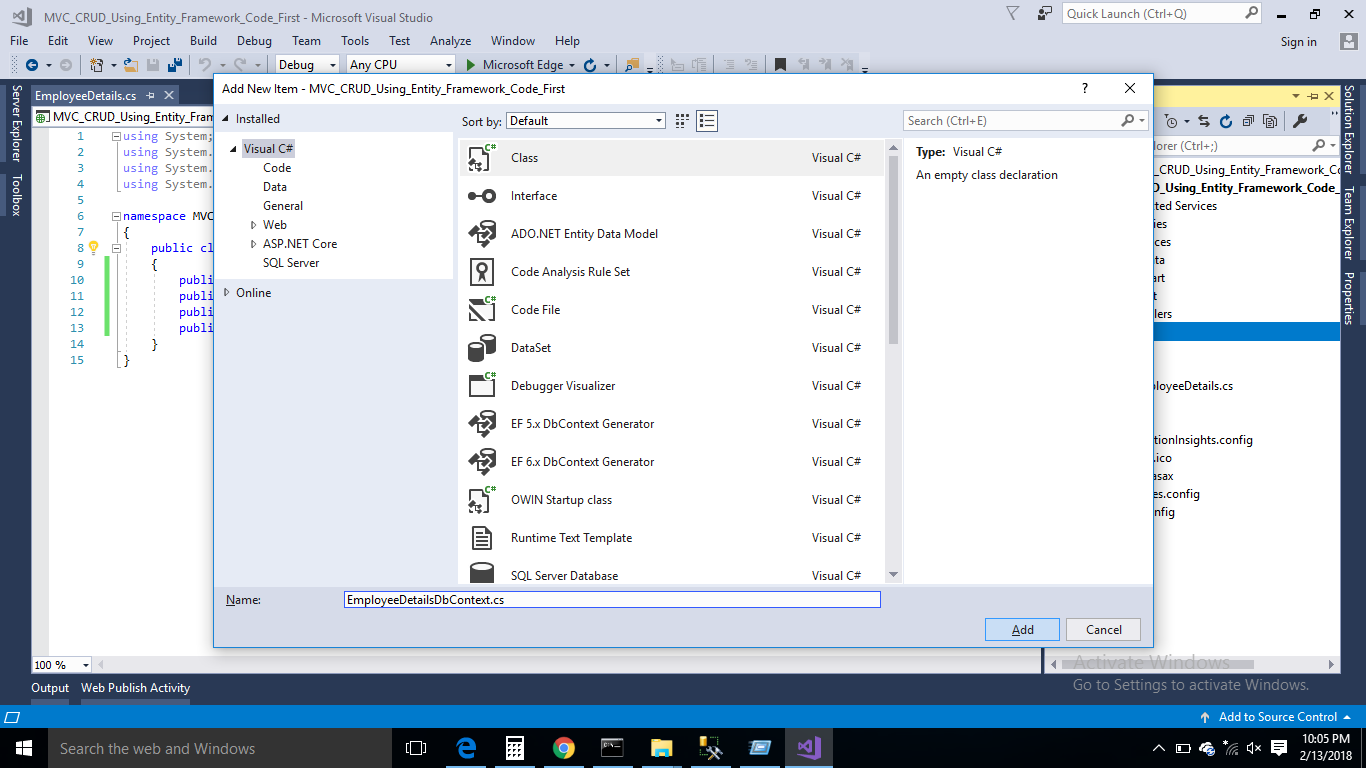 MVC_CRUD_Using_Entity_Framework_Code_First - Microsoft Visual Studio
Quick Launch (Ctrl+Q)
File Edit View Project Build Debug Team Tools Test Analyze Window Help
Sign in
Debug Any CPU Microsoft Edge
Server Explorer
Toolbox
EmployeeDetails.cs
MVC_CRUD_Using_Entity_Fram
1 using System;
2 using System.
3 using System.
4 using System.
5
6 namespace MVC
7 {
8 public cl
9 {
10 publi
11 publi
12 publi
13 publi
14 }
15 }
100 %
Add New Item - MVC_CRUD_Using_Entity_Framework_Code_First
?
Installed
Visual C#
Code
Data
General
Web
ASP.NET Core
SQL Server
Online
Sort by: Default
Search (Ctrl+E)
Class Visual C#
Interface Visual C#
ADO.NET Entity Data Model Visual C#
Code Analysis Rule Set Visual C#
Code File Visual C#
DataSet Visual C#
Debugger Visualizer Visual C#
EF 5.x DbContext Generator Visual C#
EF 6.x DbContext Generator Visual C#
OWIN Startup class Visual C#
Runtime Text Template Visual C#
SQL Server Database Visual C#
Type: Visual C#
An empty class declaration
Name: EmployeeDetailsDbContext.cs
Add Cancel
lorer (Ctrl+;)
_CRUD_Using_Entity_Framework_Co
D_Using_Entity_Framework_Code_
ted Services
ies
ces
ta
art
t
lers
loyeeDetails.cs
tionInsights.config
.ico
asax
es.config
nfig
Solution Explorer
Team Explorer
Properties
Activate Windows
Go to Settings to activate Windows.
Output Web Publish Activity
Add to Source Control
Search the web and Windows
10:05 PM
2/13/2018